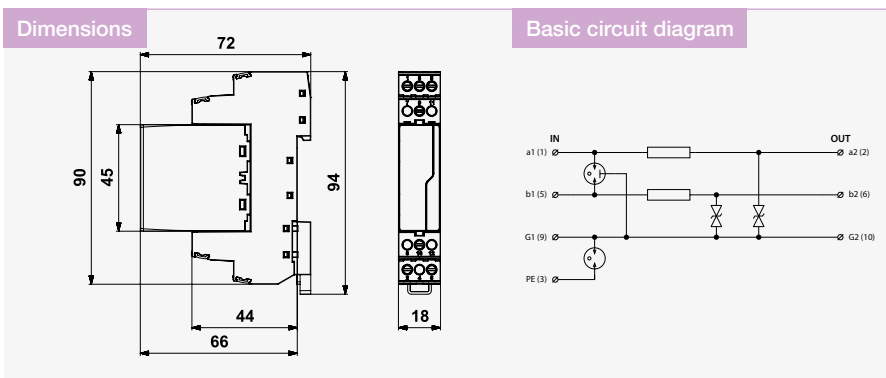 Dimensions
72
90
45
94
44
66
18
Basic circuit diagram
IN OUT
a1 (1) a2 (2)
b1 (5) b2 (6)
G1 (9) G2 (10)
PE (3)